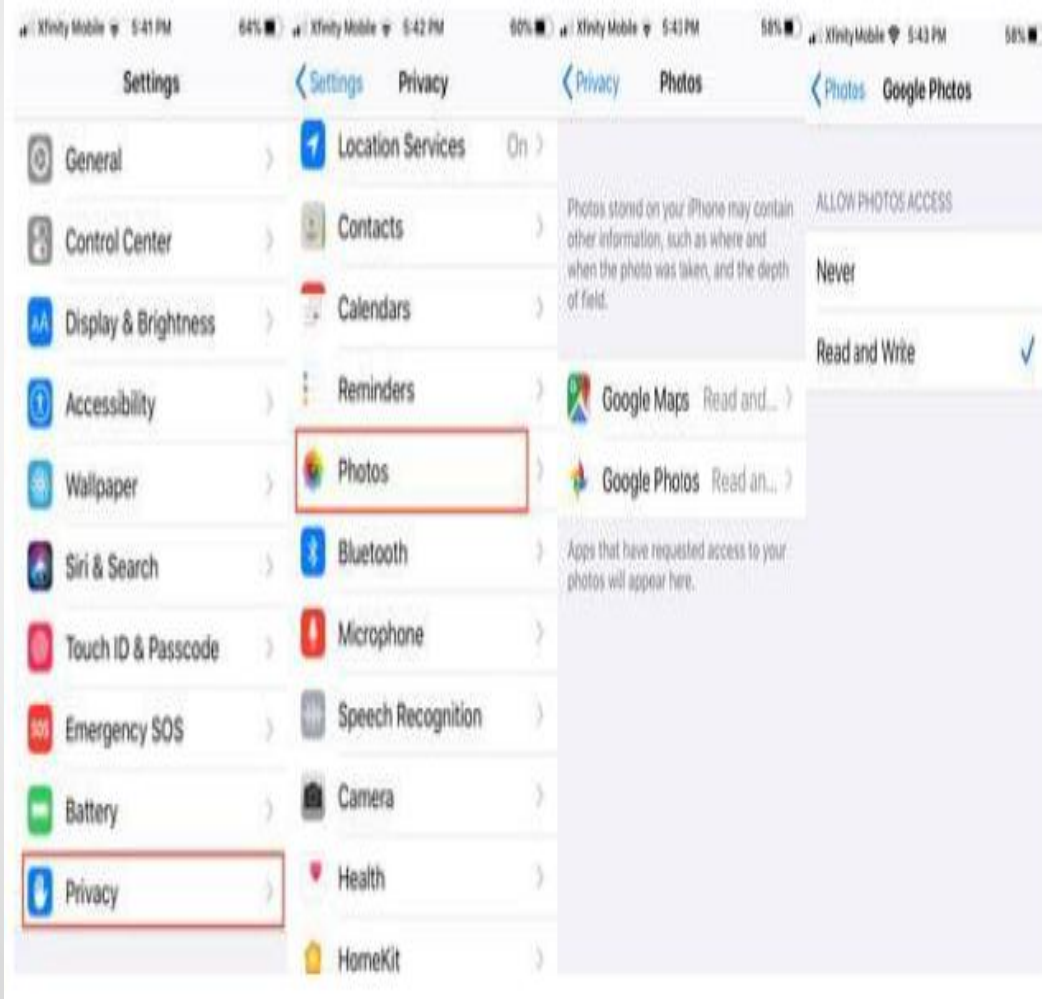 Xfinity Mobile 5:41 PM 64%
Settings
General
Control Center
Display & Brightness
AA
Accessibility
Wallpaper
Siri & Search
Touch ID & Passcode
SOS
Emergency SOS
Battery
Privacy
Xfinity Mobile 5:42 PM 60%
Settings Privacy
Location Services On
Contacts
Calendars
Reminders
Photos
Bluetooth
Microphone
Speech Recognition
Camera
Health
HomeKit
Xfinity Mobile 5:43 PM 58%
Privacy Photos
Photos stored on your iPhone may contain
other information, such as where and
when the photo was taken, and the depth
of field.
Google Maps Read and...
Google Photos Read an...
Apps that have requested access to your
photos will appear here.
Xfinity Mobile 5:43 PM 58%
Photos Google Photos
ALLOW PHOTOS ACCESS
Never
Read and Write